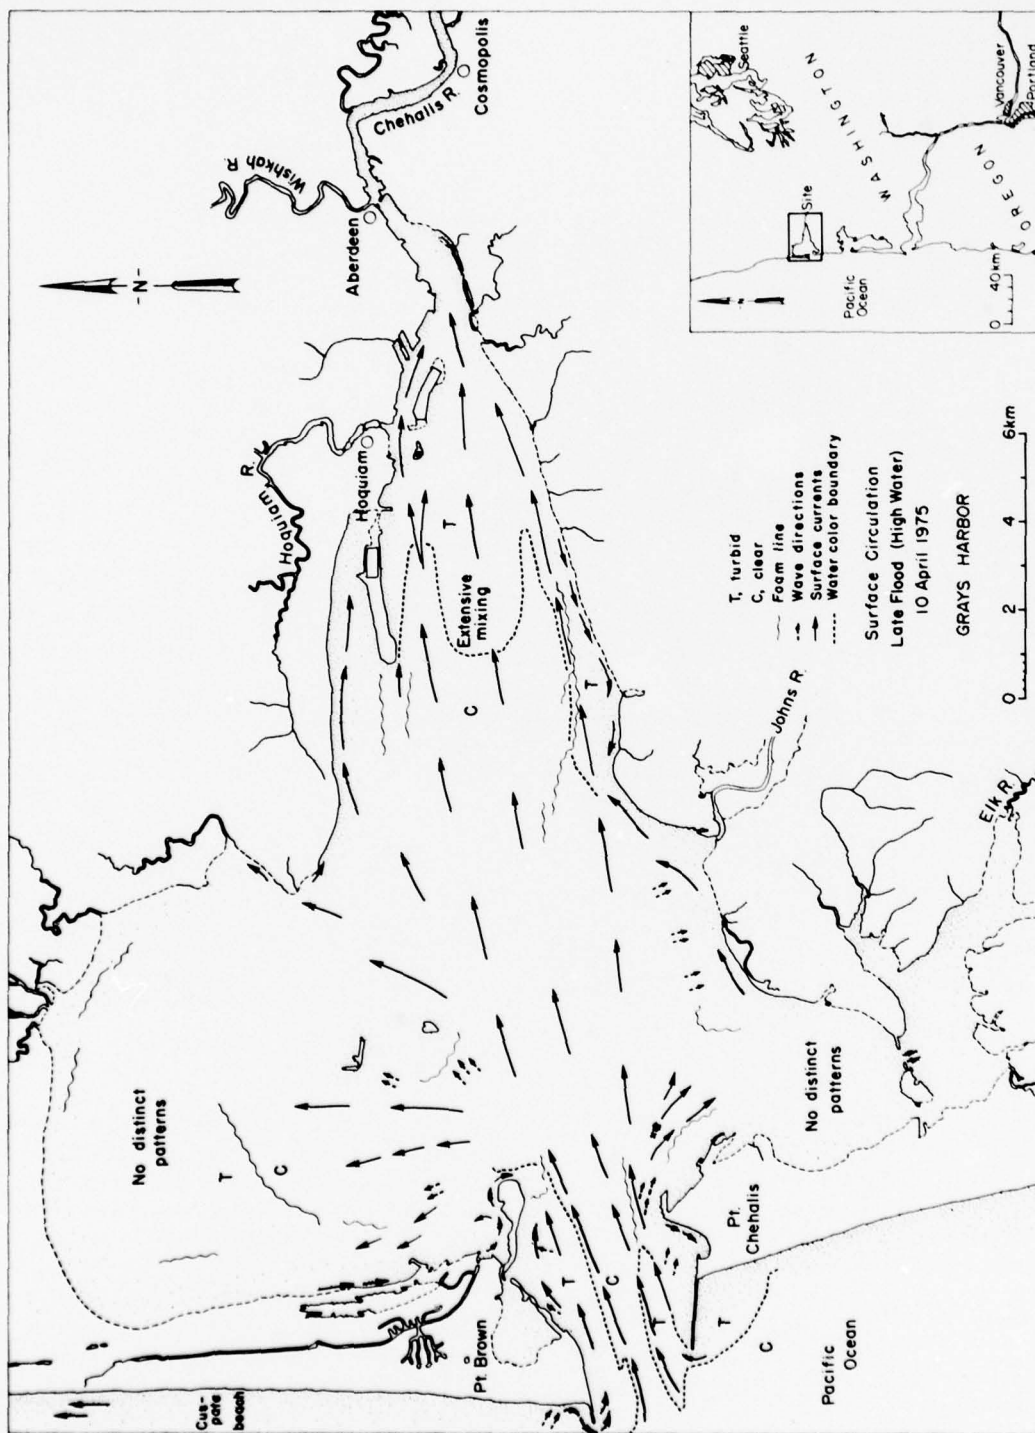 Cus-
pate
beach
No distinct
patterns
T
C
Pt. Brown
T
T
C
T
T
C
Pacific
Ocean
Pt.
Chehalis
No distinct
patterns
Elk R.
Johns R.
C
T
Extensive
mixing
T
Hoquiam R.
Hoquiam
Wishkah
R.
Aberdeen
Chehalis R.
Cosmopolis
-N-
T, turbid
C, clear
Foam line
Wave directions
Surface currents
Water color boundary
Surface Circulation
Late Flood (High Water)
10 April 1975
GRAYS HARBOR
0 2 4 6km
Seattle
WASHINGTON
Site
Pacific
Ocean
Vancouver
Portland
OREGON
0 40km
N